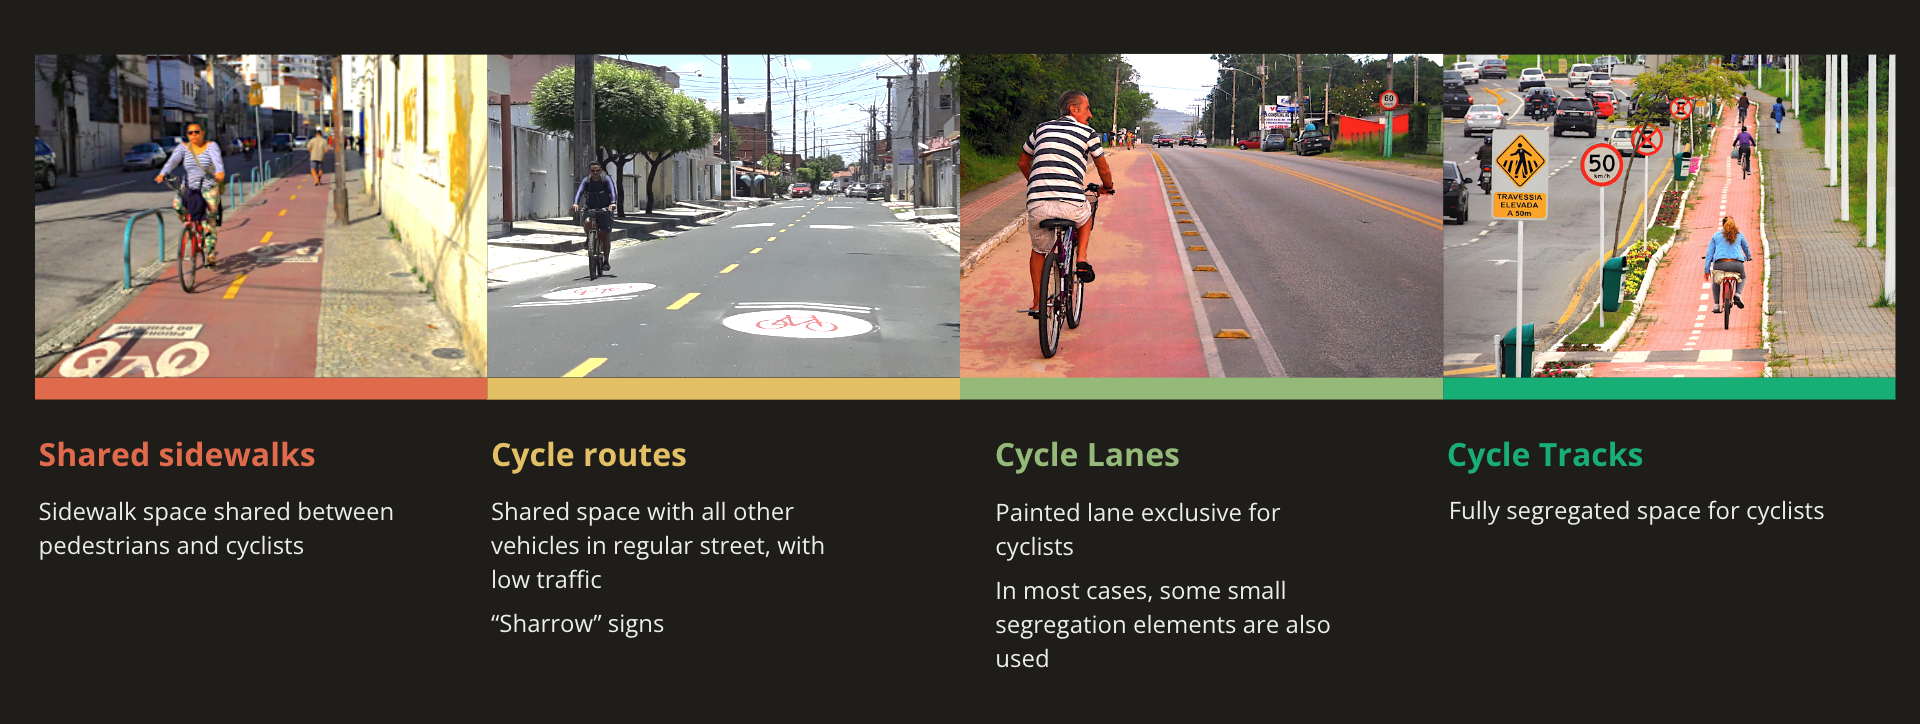 60
TRAVESSIA
ELEVADA
A 50m
50
km/h
Shared sidewalks
Sidewalk space shared between
pedestrians and cyclists
Cycle routes
Shared space with all other
vehicles in regular street, with
low traffic
“Sharrow” signs
Cycle Lanes
Painted lane exclusive for
cyclists
In most cases, some small
segregation elements are also
used
Cycle Tracks
Fully segregated space for cyclists